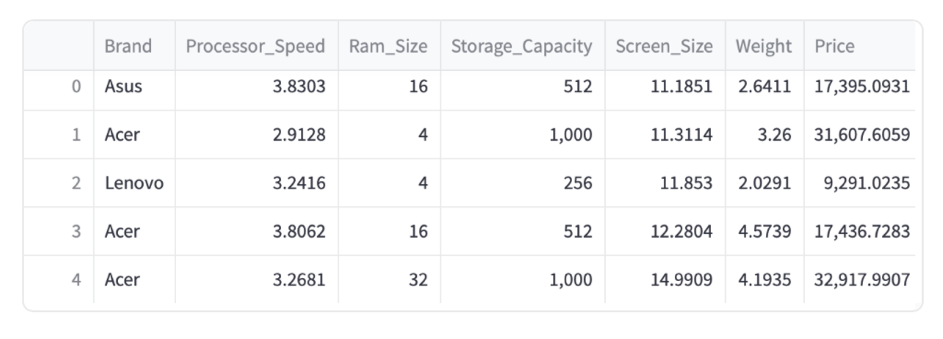 Brand Processor_Speed Ram_Size Storage_Capacity Screen_Size Weight Price
0 Asus 3.8303 16 512 11.1851 2.6411 17,395.0931
1 Acer 2.9128 4 1,000 11.3114 3.26 31,607.6059
2 Lenovo 3.2416 4 256 11.853 2.0291 9,291.0235
3 Acer 3.8062 16 512 12.2804 4.5739 17,436.7283
4 Acer 3.2681 32 1,000 14.9909 4.1935 32,917.9907